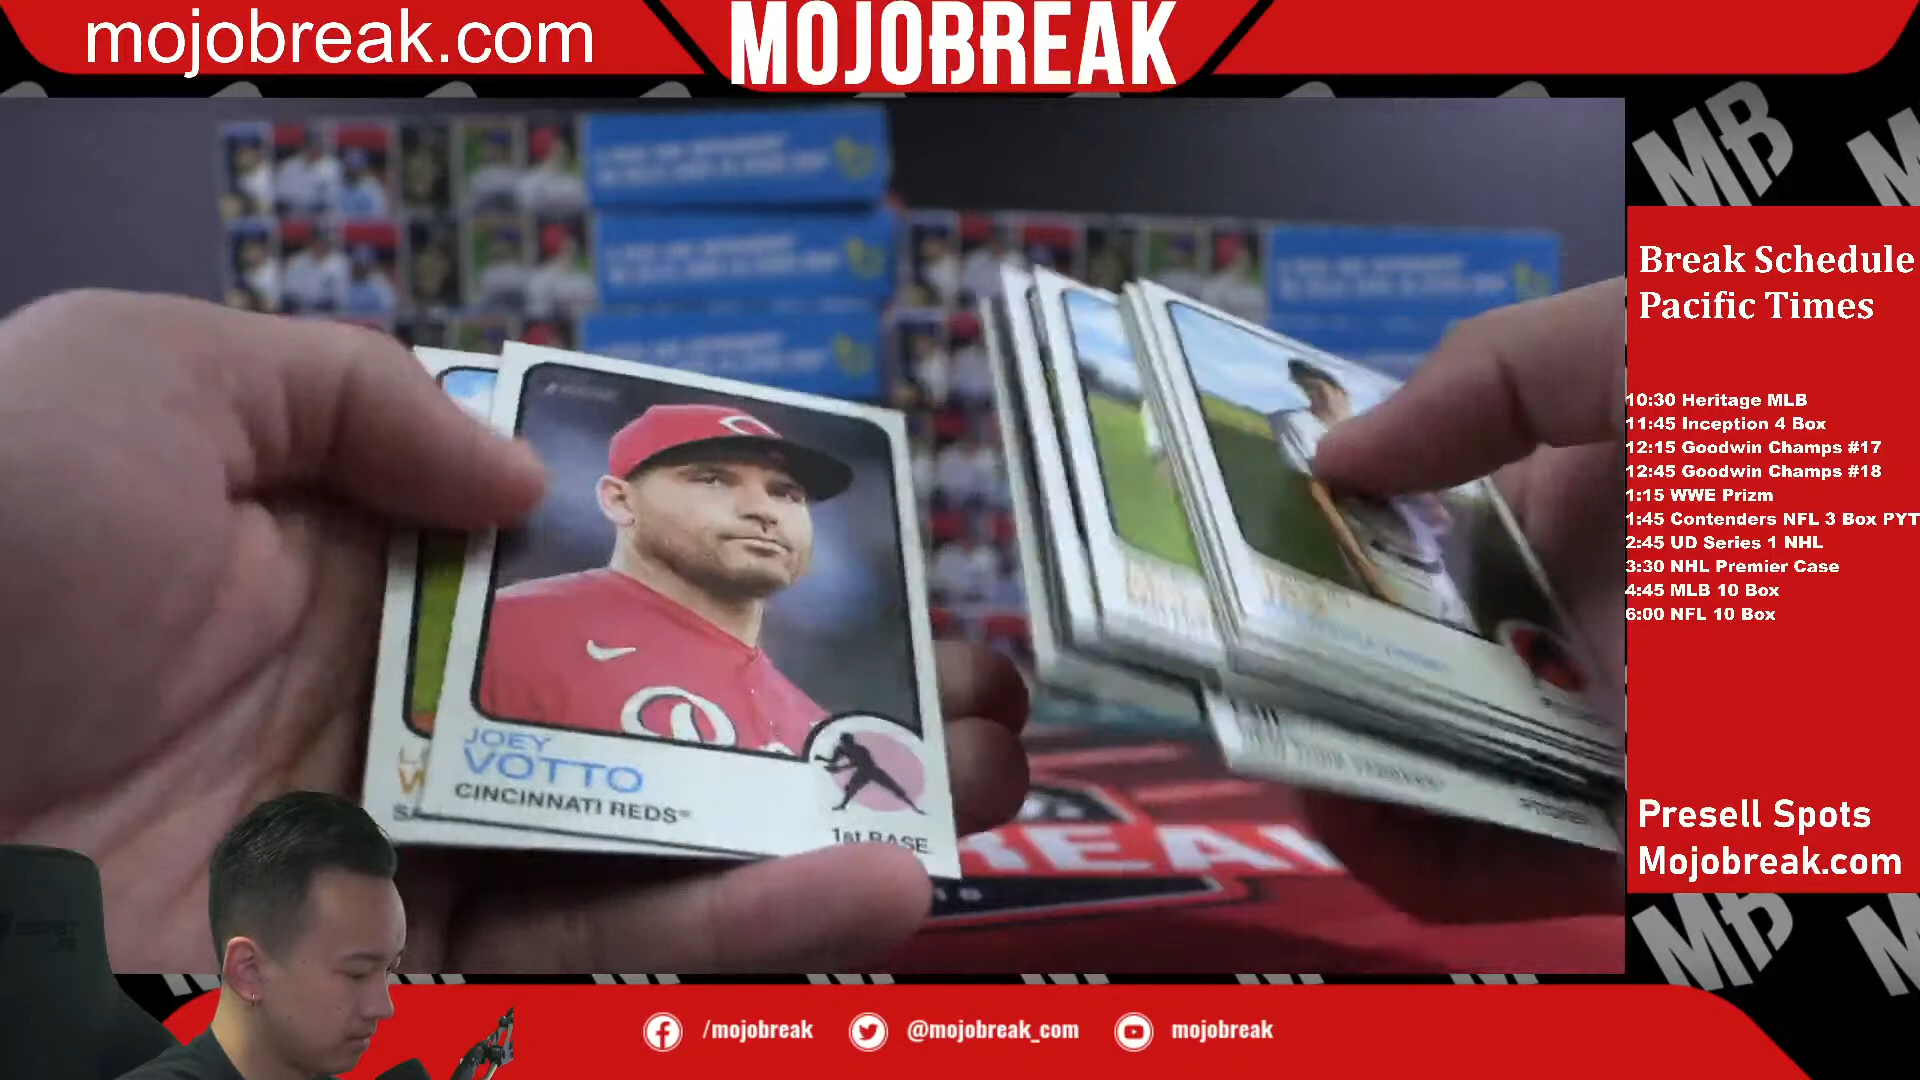 mojobreak.com
MOJOBREAK
Break Schedule
Pacific Times
10:30 Heritage MLB
11:45 Inception 4 Box
12:15 Goodwin Champs #17
12:45 Goodwin Champs #18
1:15 WWE Prizm
1:45 Contenders NFL 3 Box PYT
2:45 UD Series 1 NHL
3:30 NHL Premier Case
4:45 MLB 10 Box
6:00 NFL 10 Box
JOEY
VOTTO
CINCINNATI REDS
1st BASE
PITCHER
Presell Spots
Mojobreak.com
/mojobreak
@mojobreak_com
mojobreak